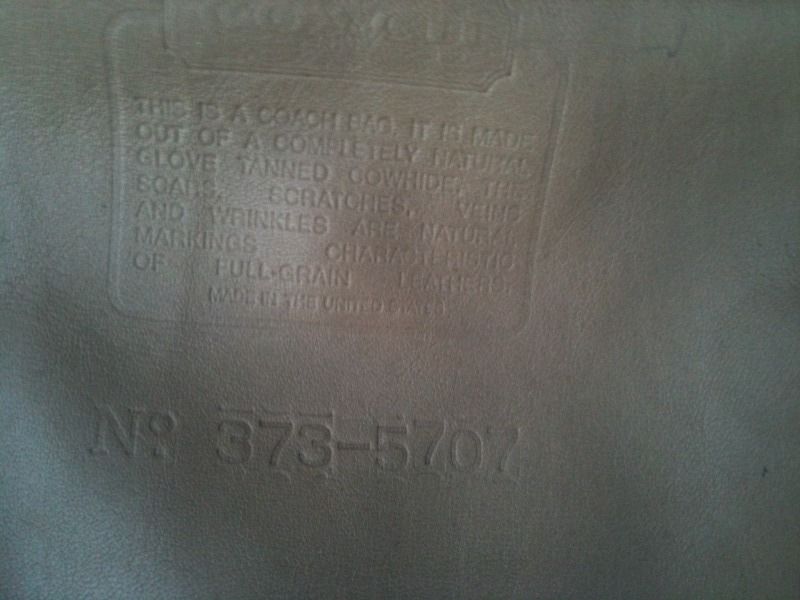 THIS IS A COACH BAG. IT IS MADE
OUT OF A COMPLETELY NATURAL
GLOVE TANNED COWHIDE. THE
SCARS, SCRATCHES, VEINS
AND WRINKLES ARE NATURAL
MARKINGS CHARACTERISTIC
OF FULL-GRAIN LEATHERS.
MADE IN THE UNITED STATES
No: 373-5707